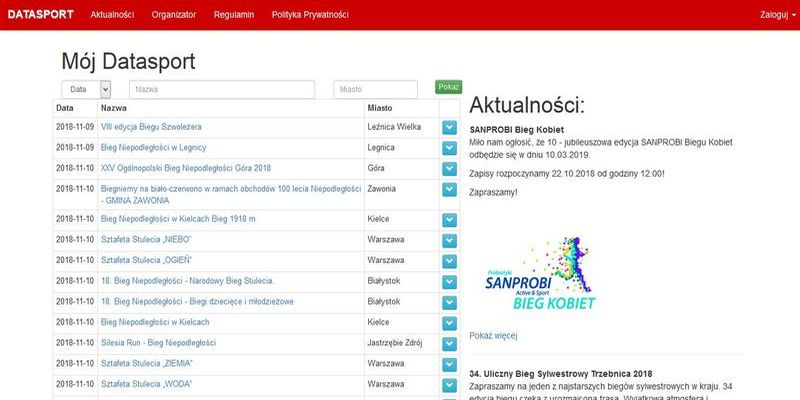 DATASPORT Aktualności Organizator Regulamin Polityka Prywatności Zaloguj
Mój Datasport
Data Nazwa Miasto Pokaż
Data Nazwa Miasto
2018-11-09 VIII edycja Biegu Szwoleżera Leźnica Wielka
2018-11-09 Bieg Niepodległości w Legnicy Legnica
2018-11-10 XXV Ogólnopolski Bieg Niepodległości Góra 2018 Góra
2018-11-10 Biegniemy na biało-czerwono w ramach obchodów 100 lecia Niepodległości Zawonia
- GMINA ZAWONIA
2018-11-10 Bieg Niepodległości w Kielcach Bieg 1918 m Kielce
2018-11-10 Sztafeta Stulecia „NIEBO” Warszawa
2018-11-10 Sztafeta Stulecia „OGIEŃ” Warszawa
2018-11-10 18. Bieg Niepodległości - Narodowy Bieg Stulecia. Białystok
2018-11-10 18. Bieg Niepodległości - Biegi dziecięce i młodzieżowe Białystok
2018-11-10 Bieg Niepodległości w Kielcach Kielce
2018-11-10 Silesia Run - Bieg Niepodległości Jastrzębie Zdrój
2018-11-10 Sztafeta Stulecia „ZIEMIA” Warszawa
2018-11-10 Sztafeta Stulecia „WODA” Warszawa
Aktualności:
SANPROBI Bieg Kobiet
Miło nam ogłosić, że 10 - jubileuszowa edycja SANPROBI Biegu Kobiet
odbędzie się w dniu 10.03.2019.
Zapisy rozpoczynamy 22.10.2018 od godziny 12.00!
Zapraszamy!
Probiotyki
SANPROBI
Active & Sport
BIEG KOBIET
Pokaż więcej
34. Uliczny Bieg Sylwestrowy Trzebnica 2018
Zapraszamy na jeden z najstarszych biegów sylwestrowych w kraju. 34
edycja biegu czeka z urozmaiconą trasą. Wyjątkowa atmosfera i